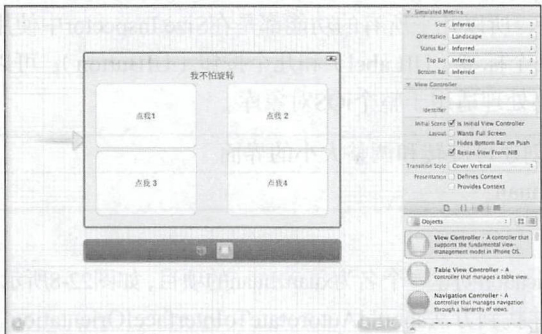 Simulated Metrics
Size Inferred
Orientation Landscape
Status Bar Inferred
Top Bar Inferred
Bottom Bar Inferred
View Controller
Title
Identifier
Initial Scene Is Initial View Controller
Layout Wants Full Screen
Hides Bottom Bar on Push
Resize View From NIB
Transition Style Cover Vertical
Presentation Defines Context
Provides Context
我不怕旋转
点我1
点我 2
点我 3
点我4
Objects
View Controller - A controller that
supports the fundamental view-
management model in iPhone OS.
Table View Controller - A
controller that manages a table view.
Navigation Controller - A
controller that manages navigation
through a hierarchy of views.